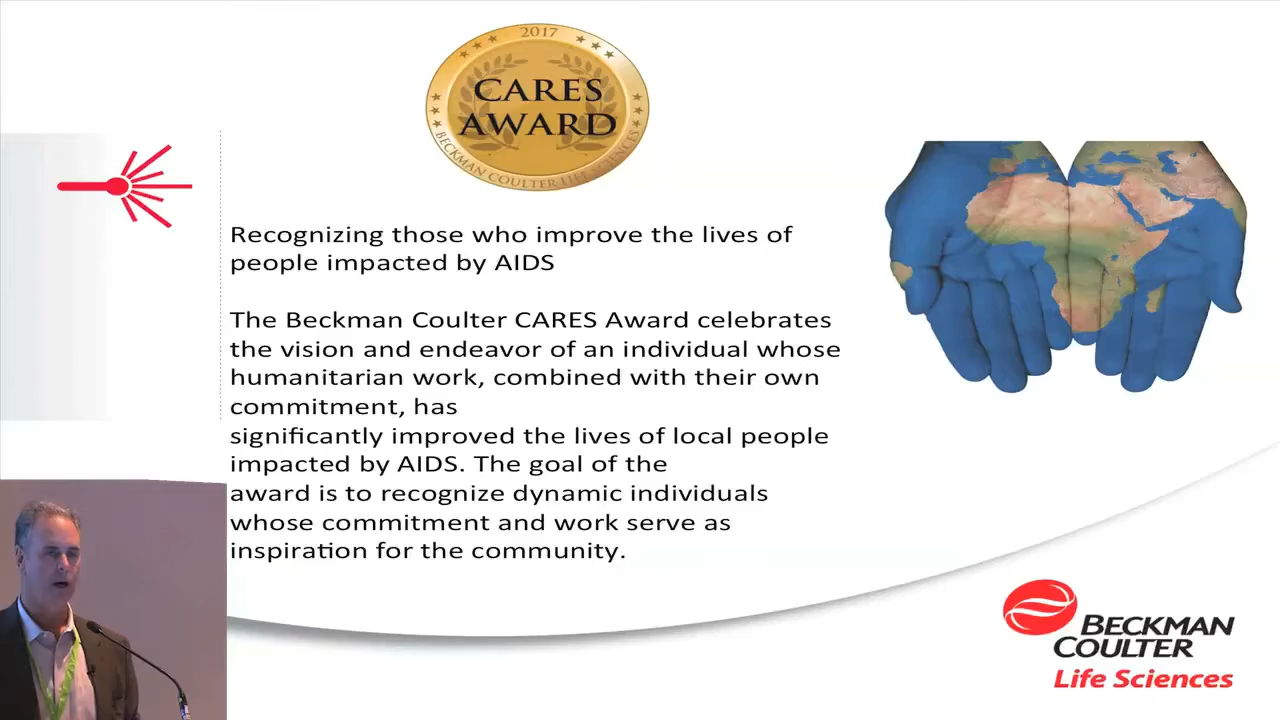 2017
CARES
AWARD
BECKMAN COULTER LIFE SCIENCES
Recognizing those who improve the lives of
people impacted by AIDS
The Beckman Coulter CARES Award celebrates
the vision and endeavor of an individual whose
humanitarian work, combined with their own
commitment, has
significantly improved the lives of local people
impacted by AIDS. The goal of the
award is to recognize dynamic individuals
whose commitment and work serve as
inspiration for the community.
BECKMAN
COULTER
Life Sciences